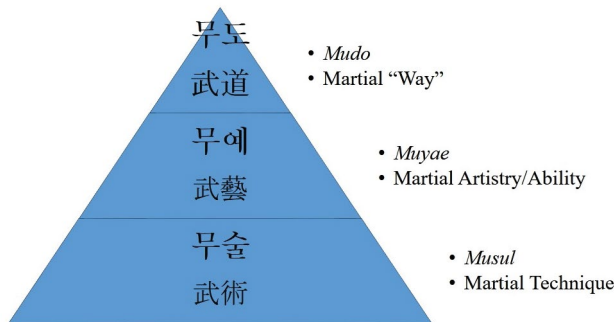 무도
武道
• Mudo
• Martial “Way”
무예
武藝
• Muyae
• Martial Artistry/Ability
무술
武術
• Musul
• Martial Technique